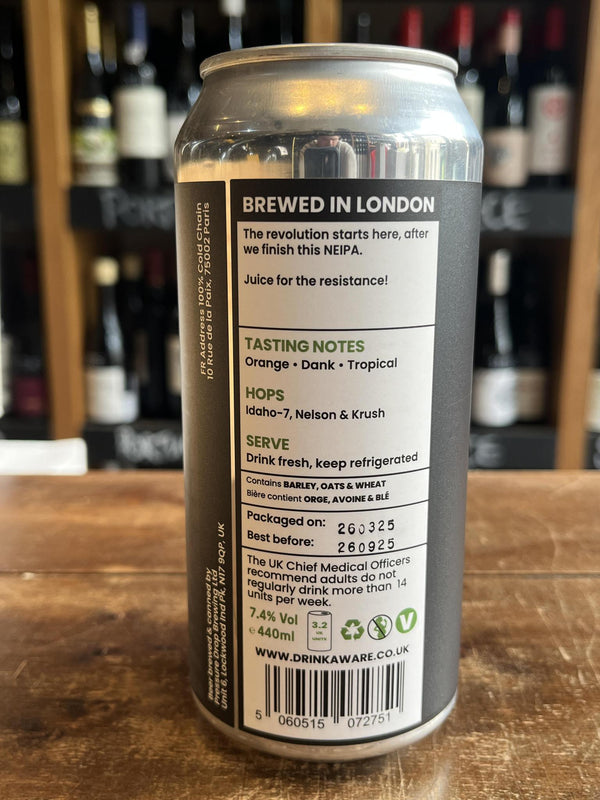 BREWED IN LONDON
The revolution starts here, after
we finish this NEIPA.
Juice for the resistance!
TASTING NOTES
Orange • Dank • Tropical
HOPS
Idaho-7, Nelson & Krush
SERVE
Drink fresh, keep refrigerated
Contains BARLEY, OATS & WHEAT
Bière contient ORGE, AVOINE & BLÉ
Packaged on: 260325
Best before: 260925
The UK Chief Medical Officers
recommend adults do not
regularly drink more than 14
units per week.
7.4% Vol
e 440ml
3.2
UK
UNITS
V
WWW.DRINKAWARE.CO.UK
5 060515 072751
FR Address 100% Cold Chain
10 Rue de la Paix, 75002 Paris
Beer brewed & canned by
Pressure Drop Brewing Ltd
Unit 6, Lockwood Ind Pk, N17 9QP, UK